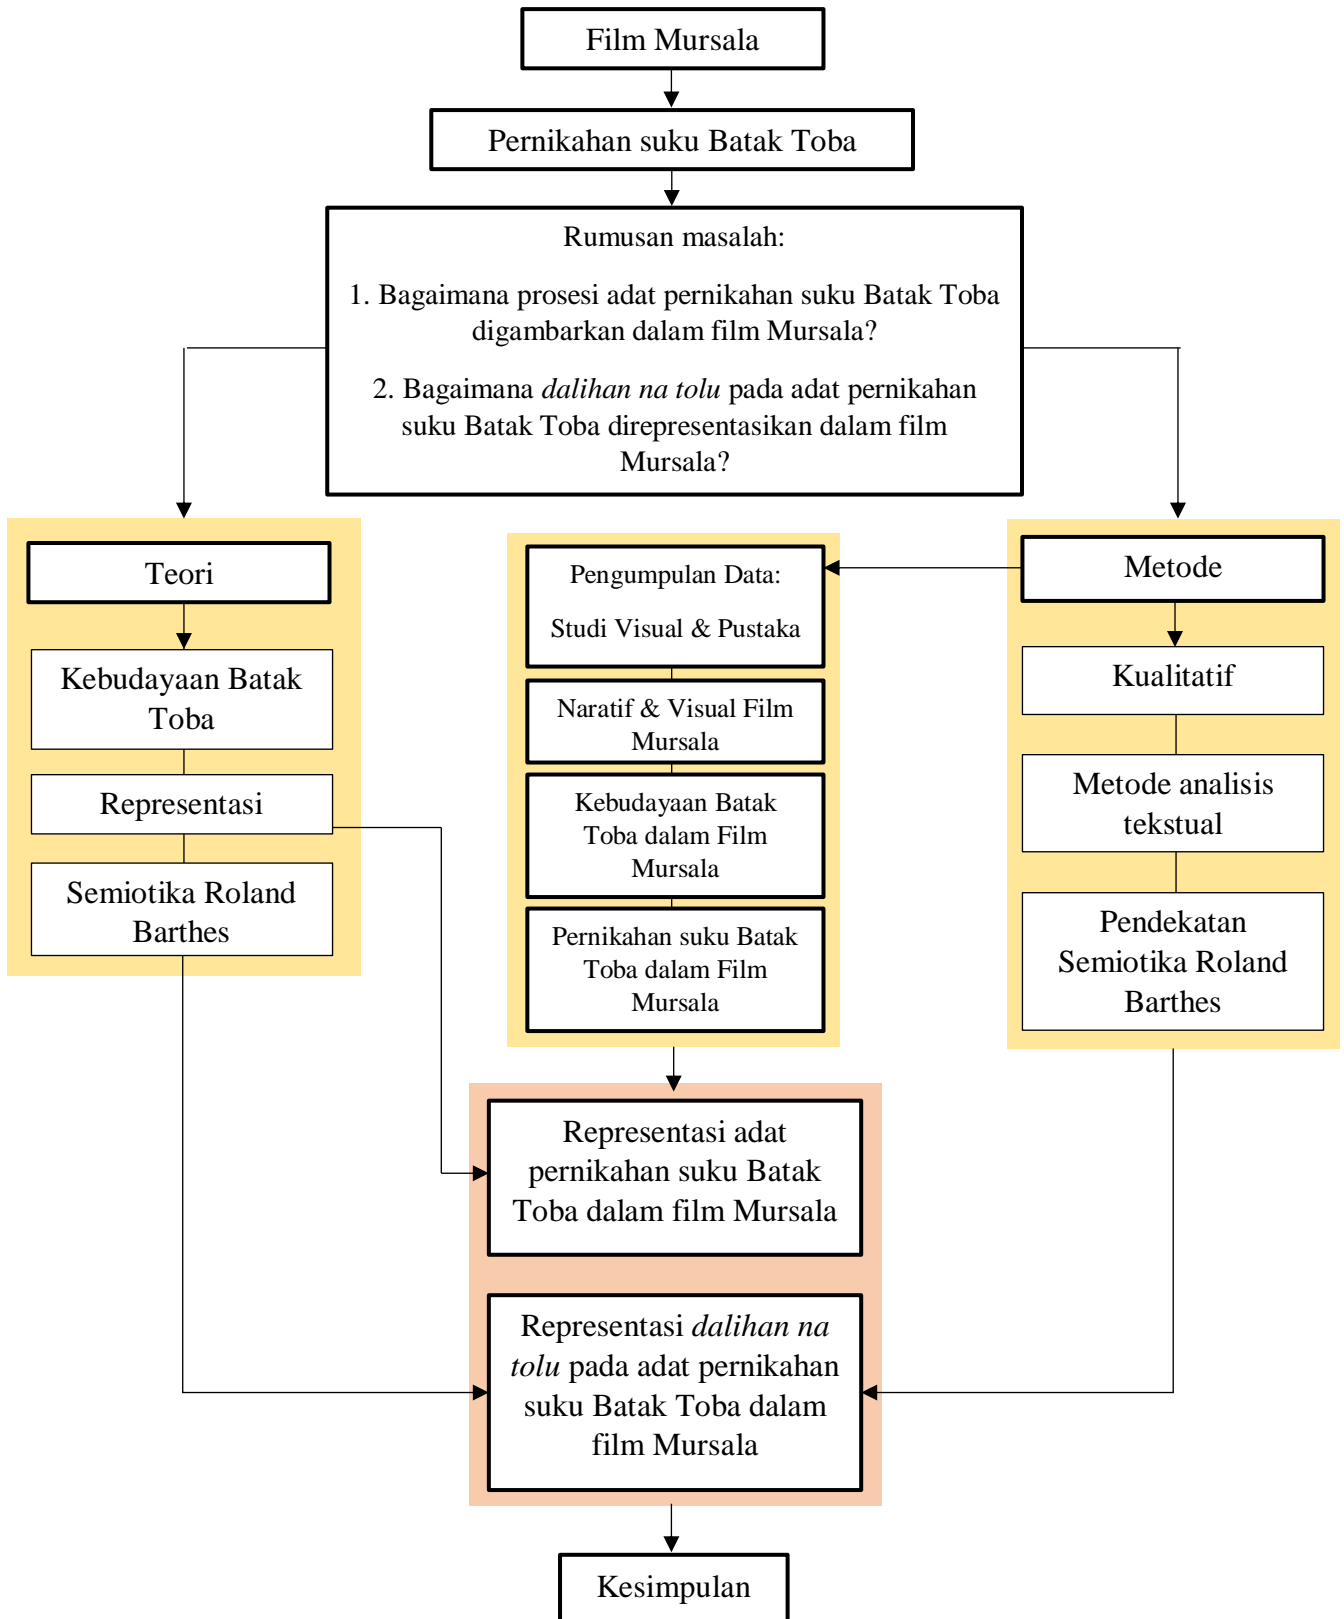 Film Mursala
Pernikahan suku Batak Toba
Rumusan masalah:
1. Bagaimana prosesi adat pernikahan suku Batak Toba
digambarkan dalam film Mursala?
2. Bagaimana dalihan na tolu pada adat pernikahan
suku Batak Toba direpresentasikan dalam film
Mursala?
Teori
Kebudayaan Batak
Toba
Representasi
Semiotika Roland
Barthes
Pengumpulan Data:
Studi Visual & Pustaka
Naratif & Visual Film
Mursala
Kebudayaan Batak
Toba dalam Film
Mursala
Pernikahan suku Batak
Toba dalam Film
Mursala
Metode
Kualitatif
Metode analisis
tekstual
Pendekatan
Semiotika Roland
Barthes
Representasi adat
pernikahan suku Batak
Toba dalam film Mursala
Representasi dalihan na
tolu pada adat pernikahan
suku Batak Toba dalam
film Mursala
Kesimpulan